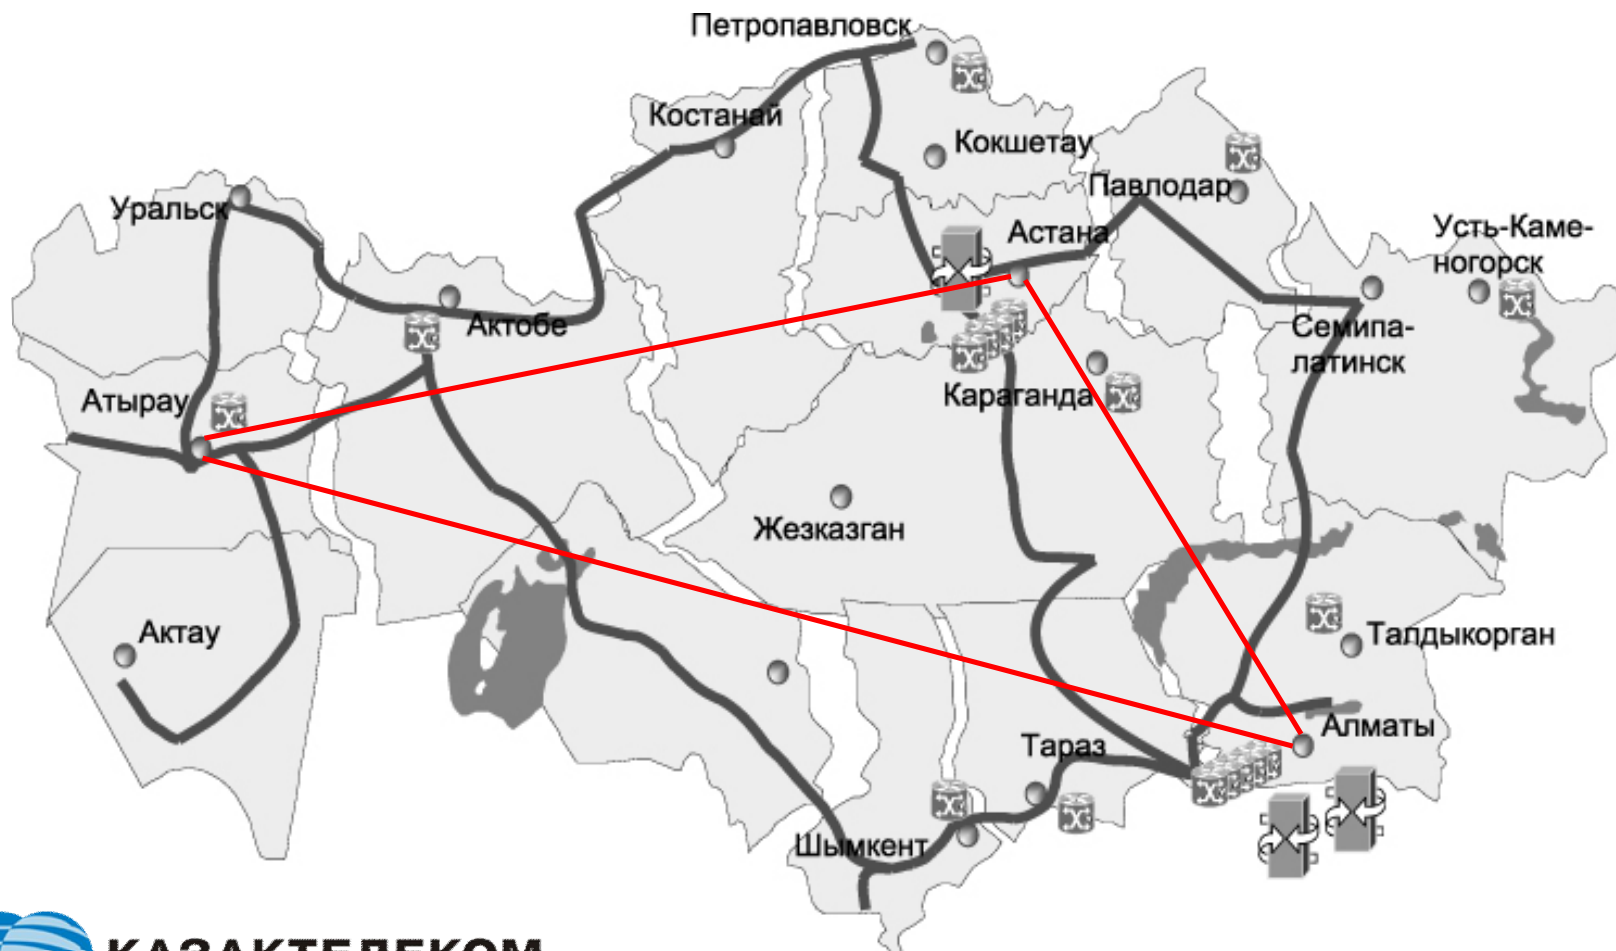 Петропавловск
Костанай
Кокшетау
Павлодар
Уральск
Астана
Усть-Каме-
ногорск
Актобе
Семипа-
латинск
Атырау
Караганда
Жезказган
Актау
Талдыкорган
Алматы
Тараз
Шымкент
КАЗАКТЕЛЕКОМ